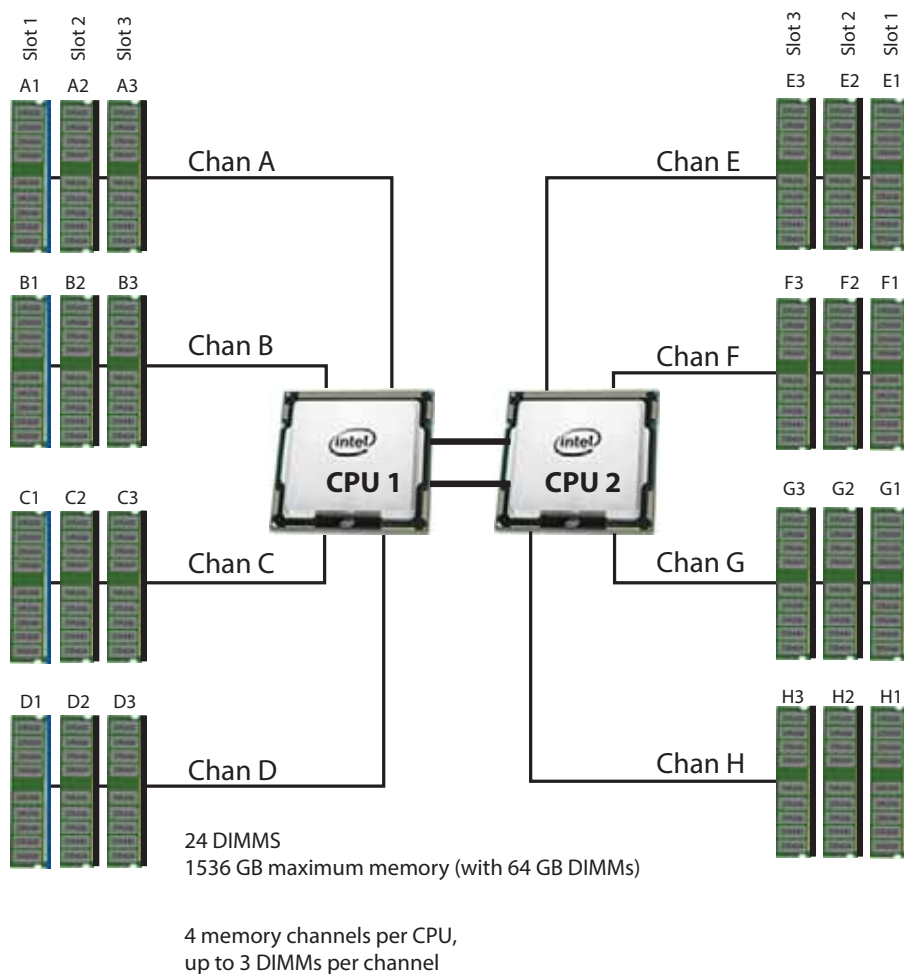 Slot 1 Slot 2 Slot 3
A1 A2 A3
Slot 3 Slot 2 Slot 1
E3 E2 E1
Chan A
Chan E
B1 B2 B3
F3 F2 F1
Chan B
Chan F
intel
CPU 1
intel
CPU 2
C1 C2 C3
G3 G2 G1
Chan C
Chan G
D1 D2 D3
H3 H2 H1
Chan D
Chan H
24 DIMMS
1536 GB maximum memory (with 64 GB DIMMs)
4 memory channels per CPU,
up to 3 DIMMs per channel